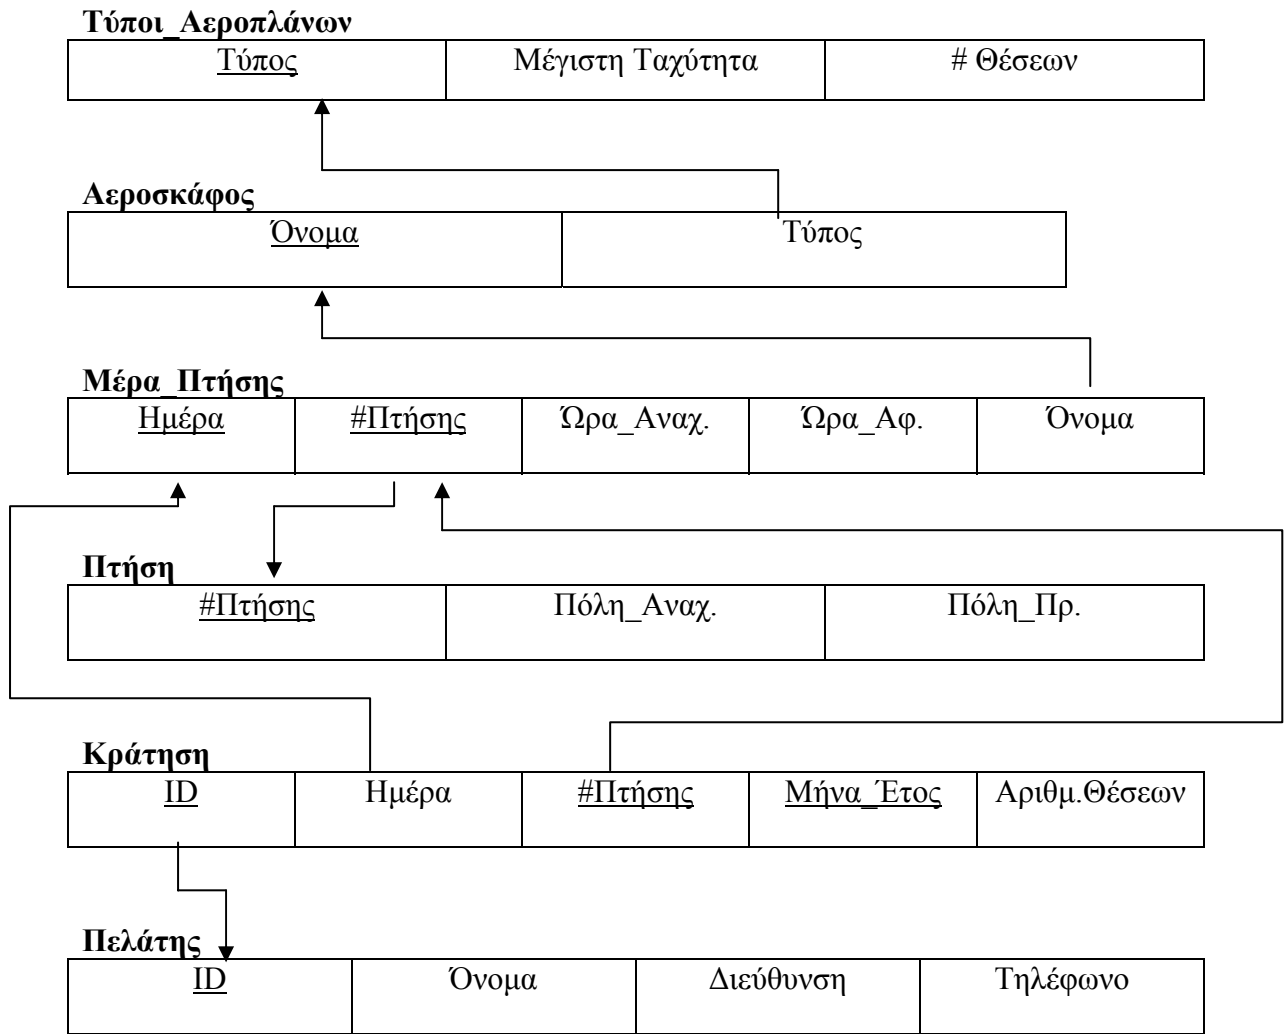 Τύποι_Αεροπλάνων
Τύπος Μέγιστη Ταχύτητα # Θέσεων
Αεροσκάφος
Όνομα Τύπος
Μέρα_Πτήσης
Ημέρα #Πτήσης Ώρα_Αναχ. Ώρα_Αφ. Όνομα
Πτήση
#Πτήσης Πόλη_Αναχ. Πόλη_Πρ.
Κράτηση
ID Ημέρα #Πτήσης Μήνα_Έτος Αριθμ.Θέσεων
Πελάτης
ID Όνομα Διεύθυνση Τηλέφωνο